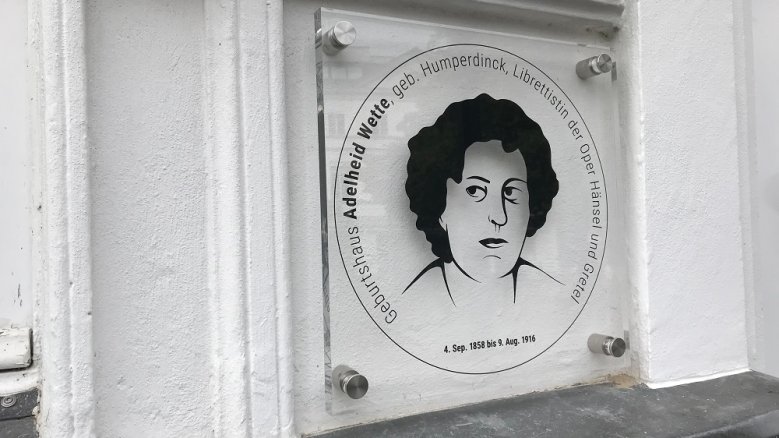 Geburtshaus Adelheid Wette, geb. Humperdinck, Librettistin der Oper Hänsel und Gretel
4. Sep. 1858 bis 9. Aug. 1916